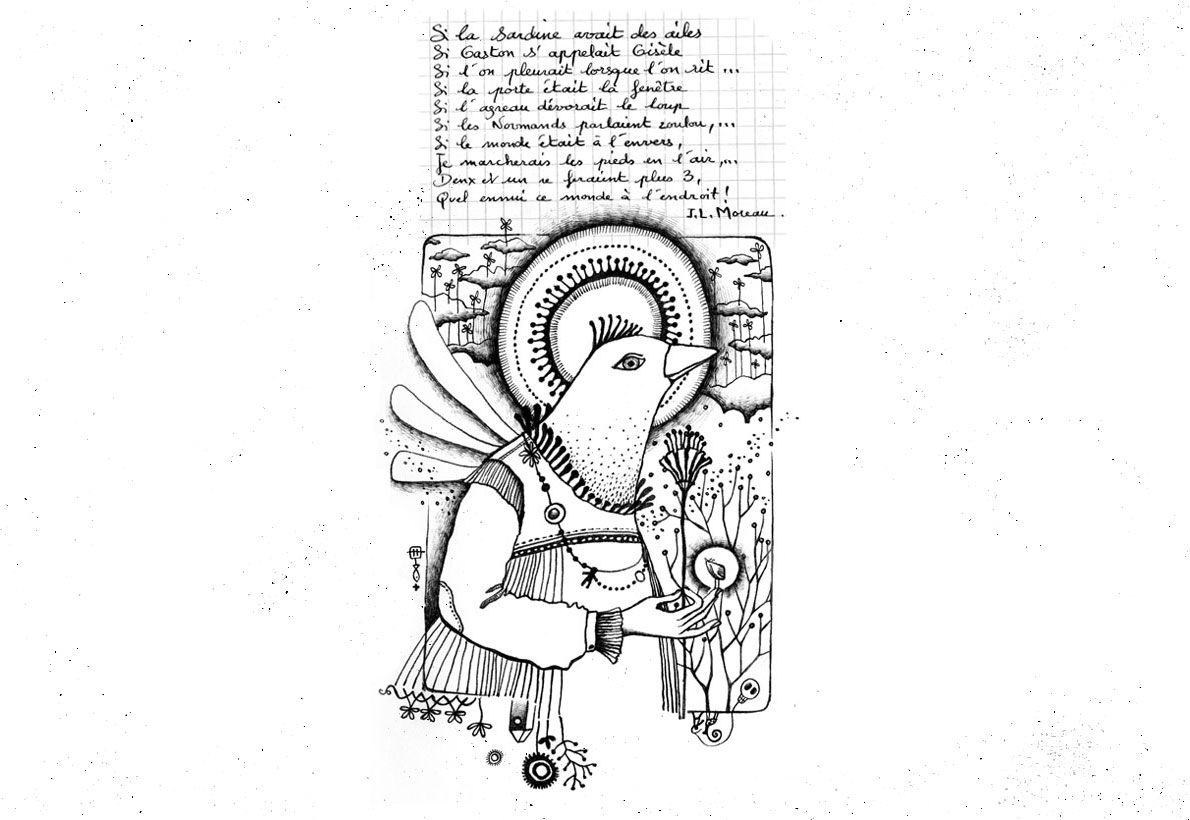 Si la Sardine avait des ailes
Si Gaston s'appelait Gisèle
Si l'on pleurait lorsque l'on rit ...
Si la porte était la fenêtre
Si l'agneau dévorait le loup
Si les Normands parlaient zoulou, ...
Si le monde était à l'envers,
Je marcherais les pieds en l'air, ...
Deux et un ne feraient plus 3,
Quel ennui ce monde à l'endroit !
J.L. Moreau.